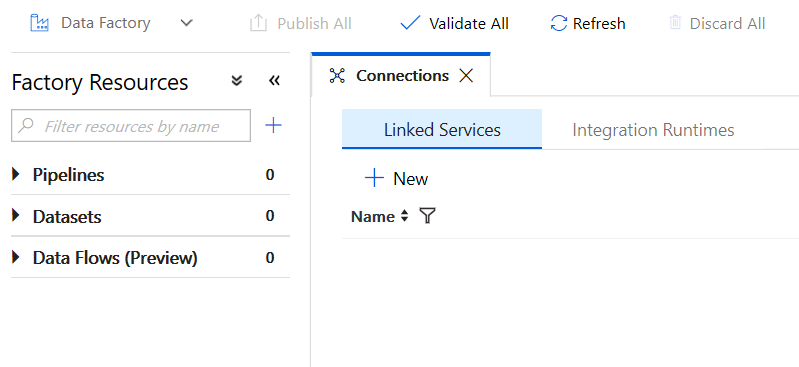 Data Factory Publish All Validate All Refresh Discard All
Factory Resources
Connections
Filter resources by name
Linked Services Integration Runtimes
Pipelines 0
New
Datasets 0
Name
Data Flows (Preview) 0